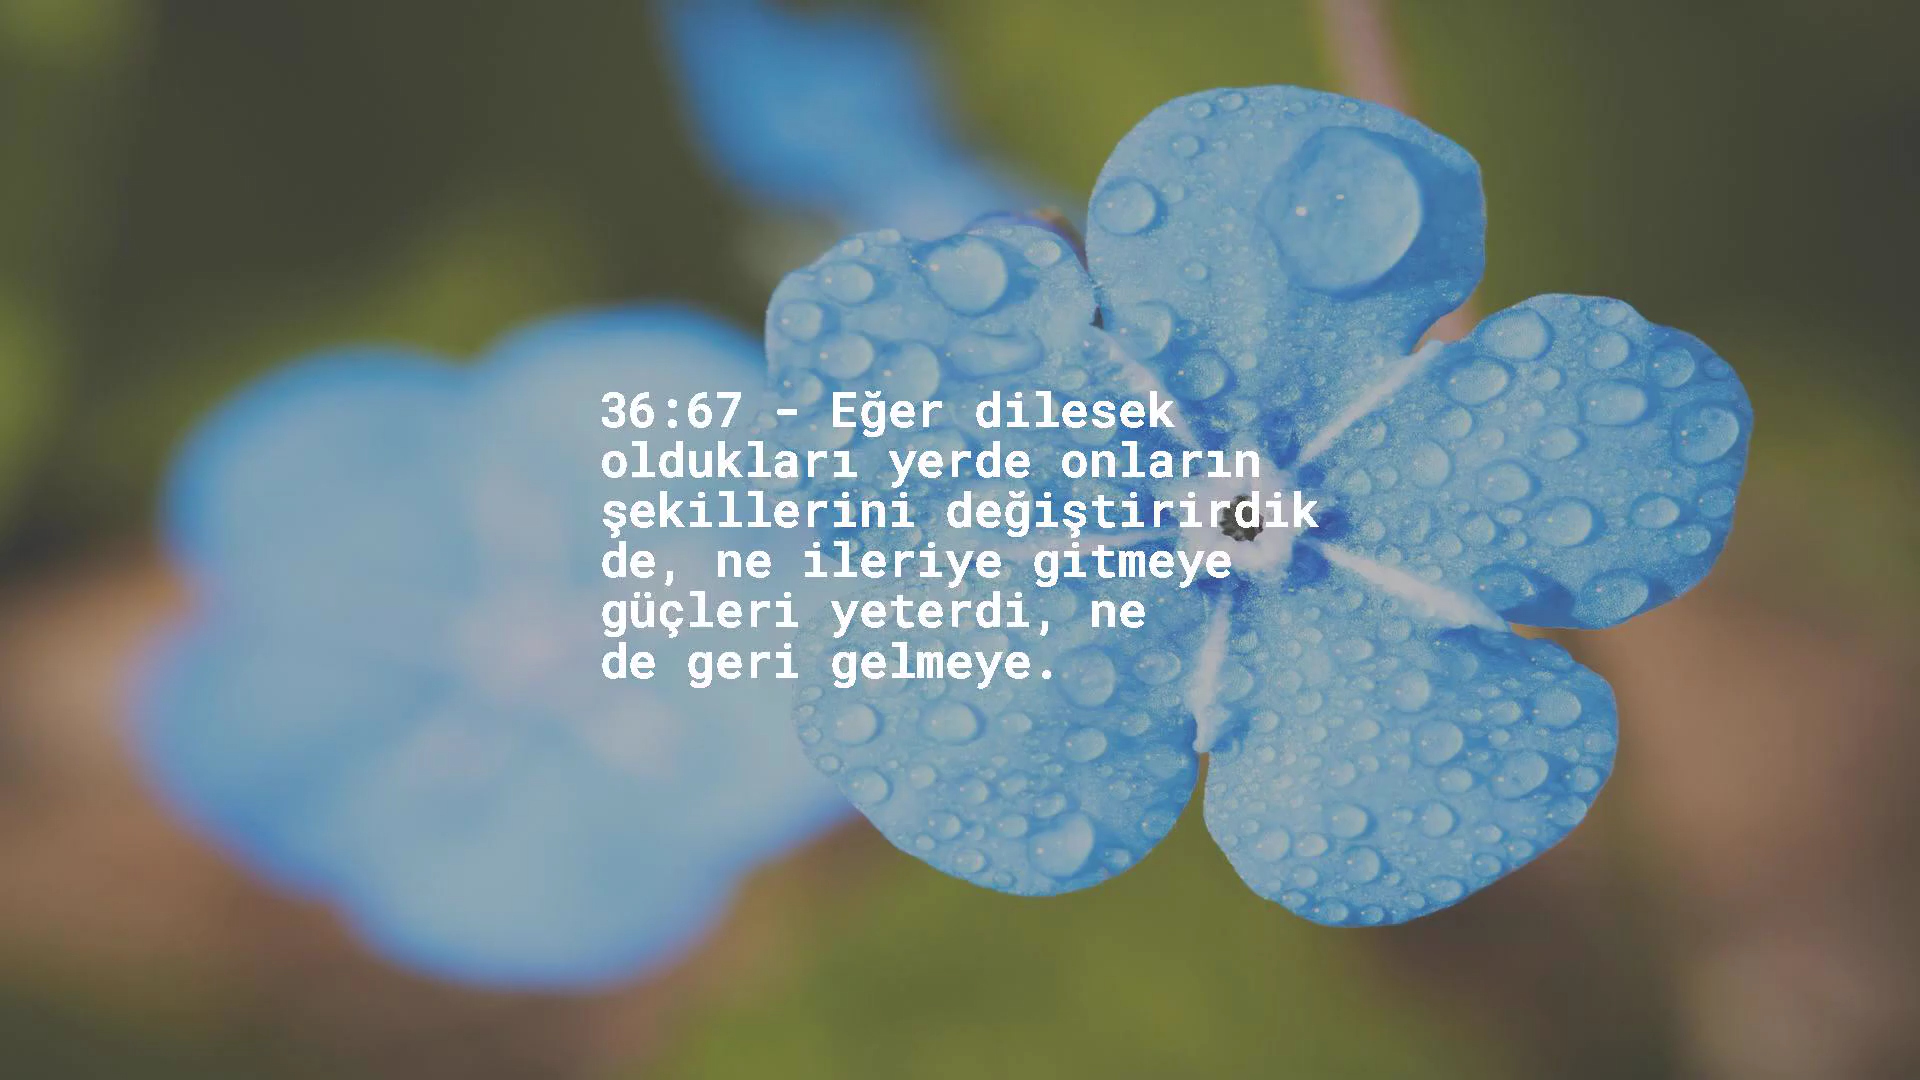 36:67 - Eğer dilesek
oldukları yerde onların
şekillerini değiştirirdik
de, ne ileriye gitmeye
güçleri yeterdi, ne
de geri gelmeye.